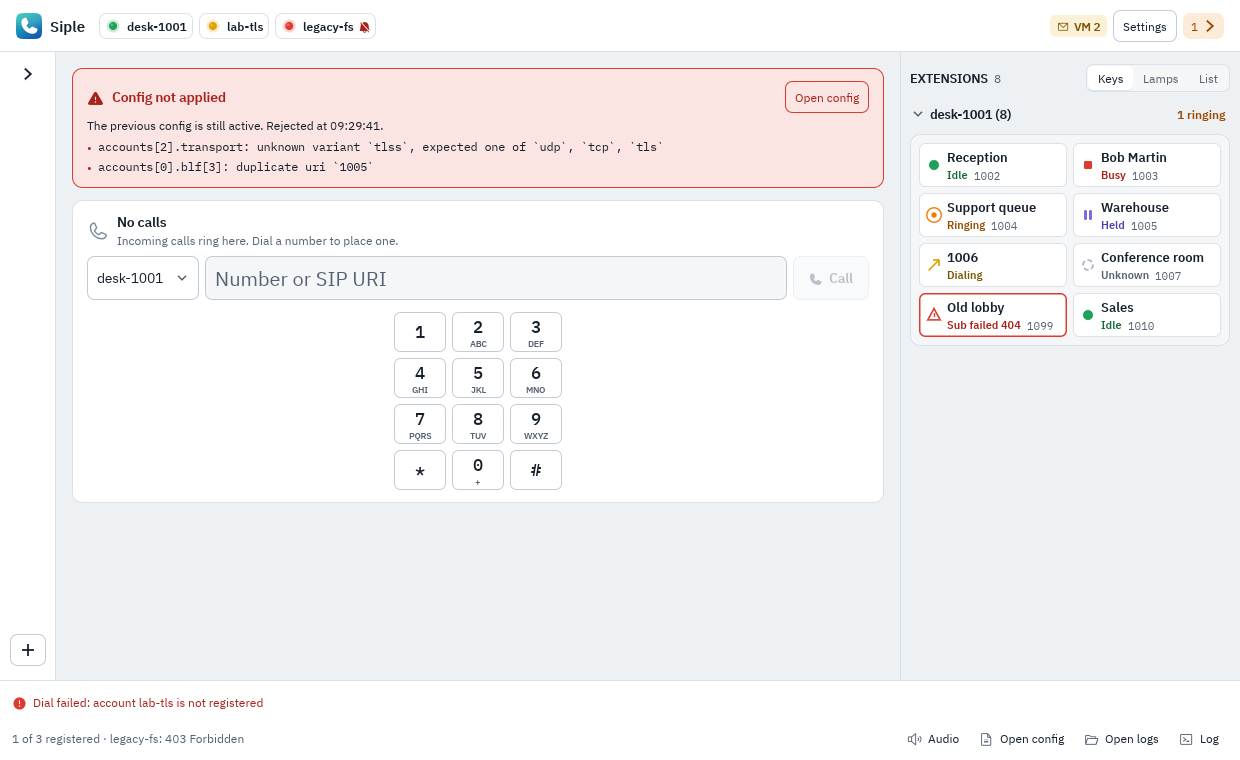 Siple
desk-1001
lab-tls
legacy-fs
VM 2
Settings
1
Config not applied
Open config
The previous config is still active. Rejected at 09:29:41.
• accounts[2].transport: unknown variant `tlss`, expected one of `udp`, `tcp`, `tls`
• accounts[0].blf[3]: duplicate uri `1005`
No calls
Incoming calls ring here. Dial a number to place one.
desk-1001
Number or SIP URI
Call
1
2
ABC
3
DEF
4
GHI
5
JKL
6
MNO
7
PQRS
8
TUV
9
WXYZ
*
0
+
#
EXTENSIONS 8
Keys
Lamps
List
desk-1001 (8)
1 ringing
Reception
Idle 1002
Bob Martin
Busy 1003
Support queue
Ringing 1004
Warehouse
Held 1005
1006
Dialing
Conference room
Unknown 1007
Old lobby
Sub failed 404 1099
Sales
Idle 1010
+
Dial failed: account lab-tls is not registered
1 of 3 registered · legacy-fs: 403 Forbidden
Audio
Open config
Open logs
Log